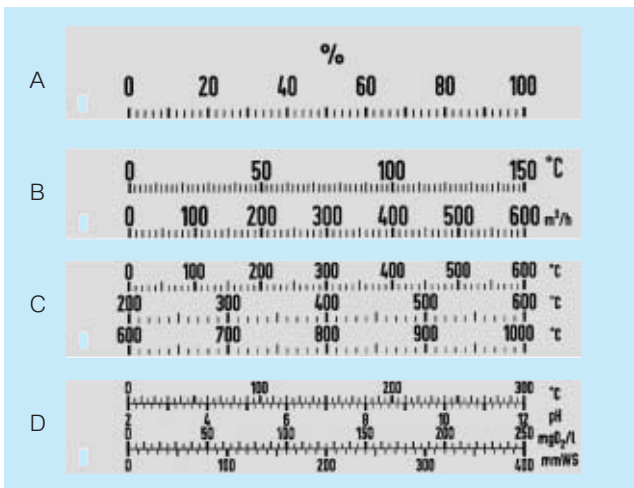 %
A
0 20 40 60 80 100
0 50 100 150 °C
B
0 100 200 300 400 500 600 m³/h
0 100 200 300 400 500 600 °C
C
200 300 400 500 600 °C
600 700 800 900 1000 °C
0 100 200 300 °C
2 4 6 8 10 12 pH
D
0 50 100 150 200 250 mgO₂/l
0 100 200 300 400 mmWS